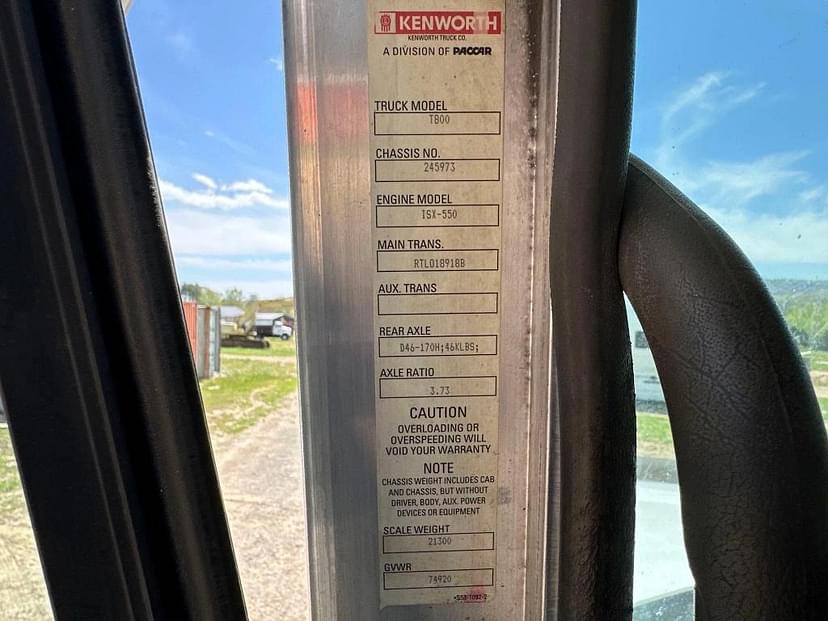 KENWORTH
KENWORTH TRUCK CO.
A DIVISION OF PACCAR
TRUCK MODEL
T800
CHASSIS NO.
245973
ENGINE MODEL
ISX-550
MAIN TRANS.
RTLO18918B
AUX. TRANS
REAR AXLE
D46-170H;46KLBS;
AXLE RATIO
3.73
CAUTION
OVERLOADING OR
OVERSPEEDING WILL
VOID YOUR WARRANTY
NOTE
CHASSIS WEIGHT INCLUDES CAB
AND CHASSIS, BUT WITHOUT
DRIVER, BODY, AUX. POWER
DEVICES OR EQUIPMENT
SCALE WEIGHT
21300
GVWR
74920